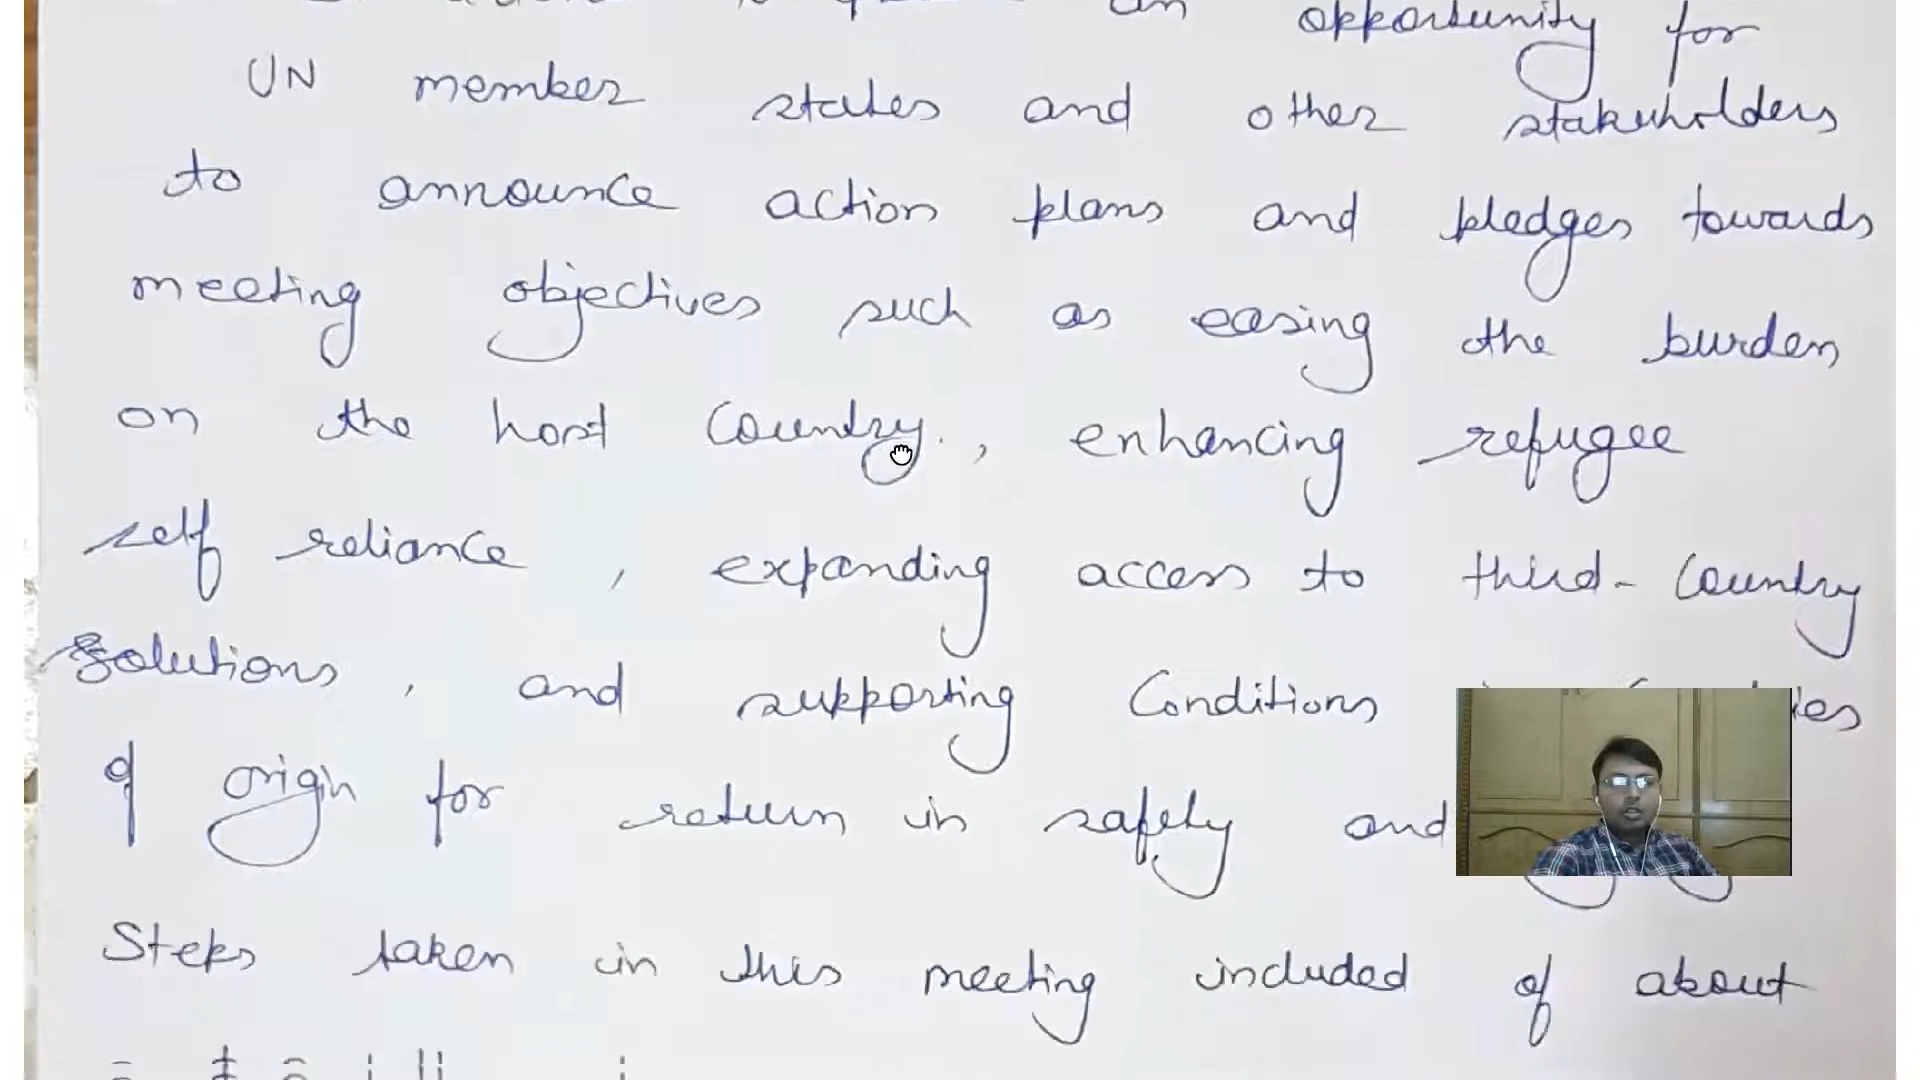 an opportunity for
UN member states and other stakeholders
to announce action plans and pledges towards
meeting objectives such as easing the burden
on the host Country. , enhancing refugee
self reliance , expanding access to third - Country
solutions , and supporting Conditions
of origin for return in safety and
Steps taken in this meeting included of about